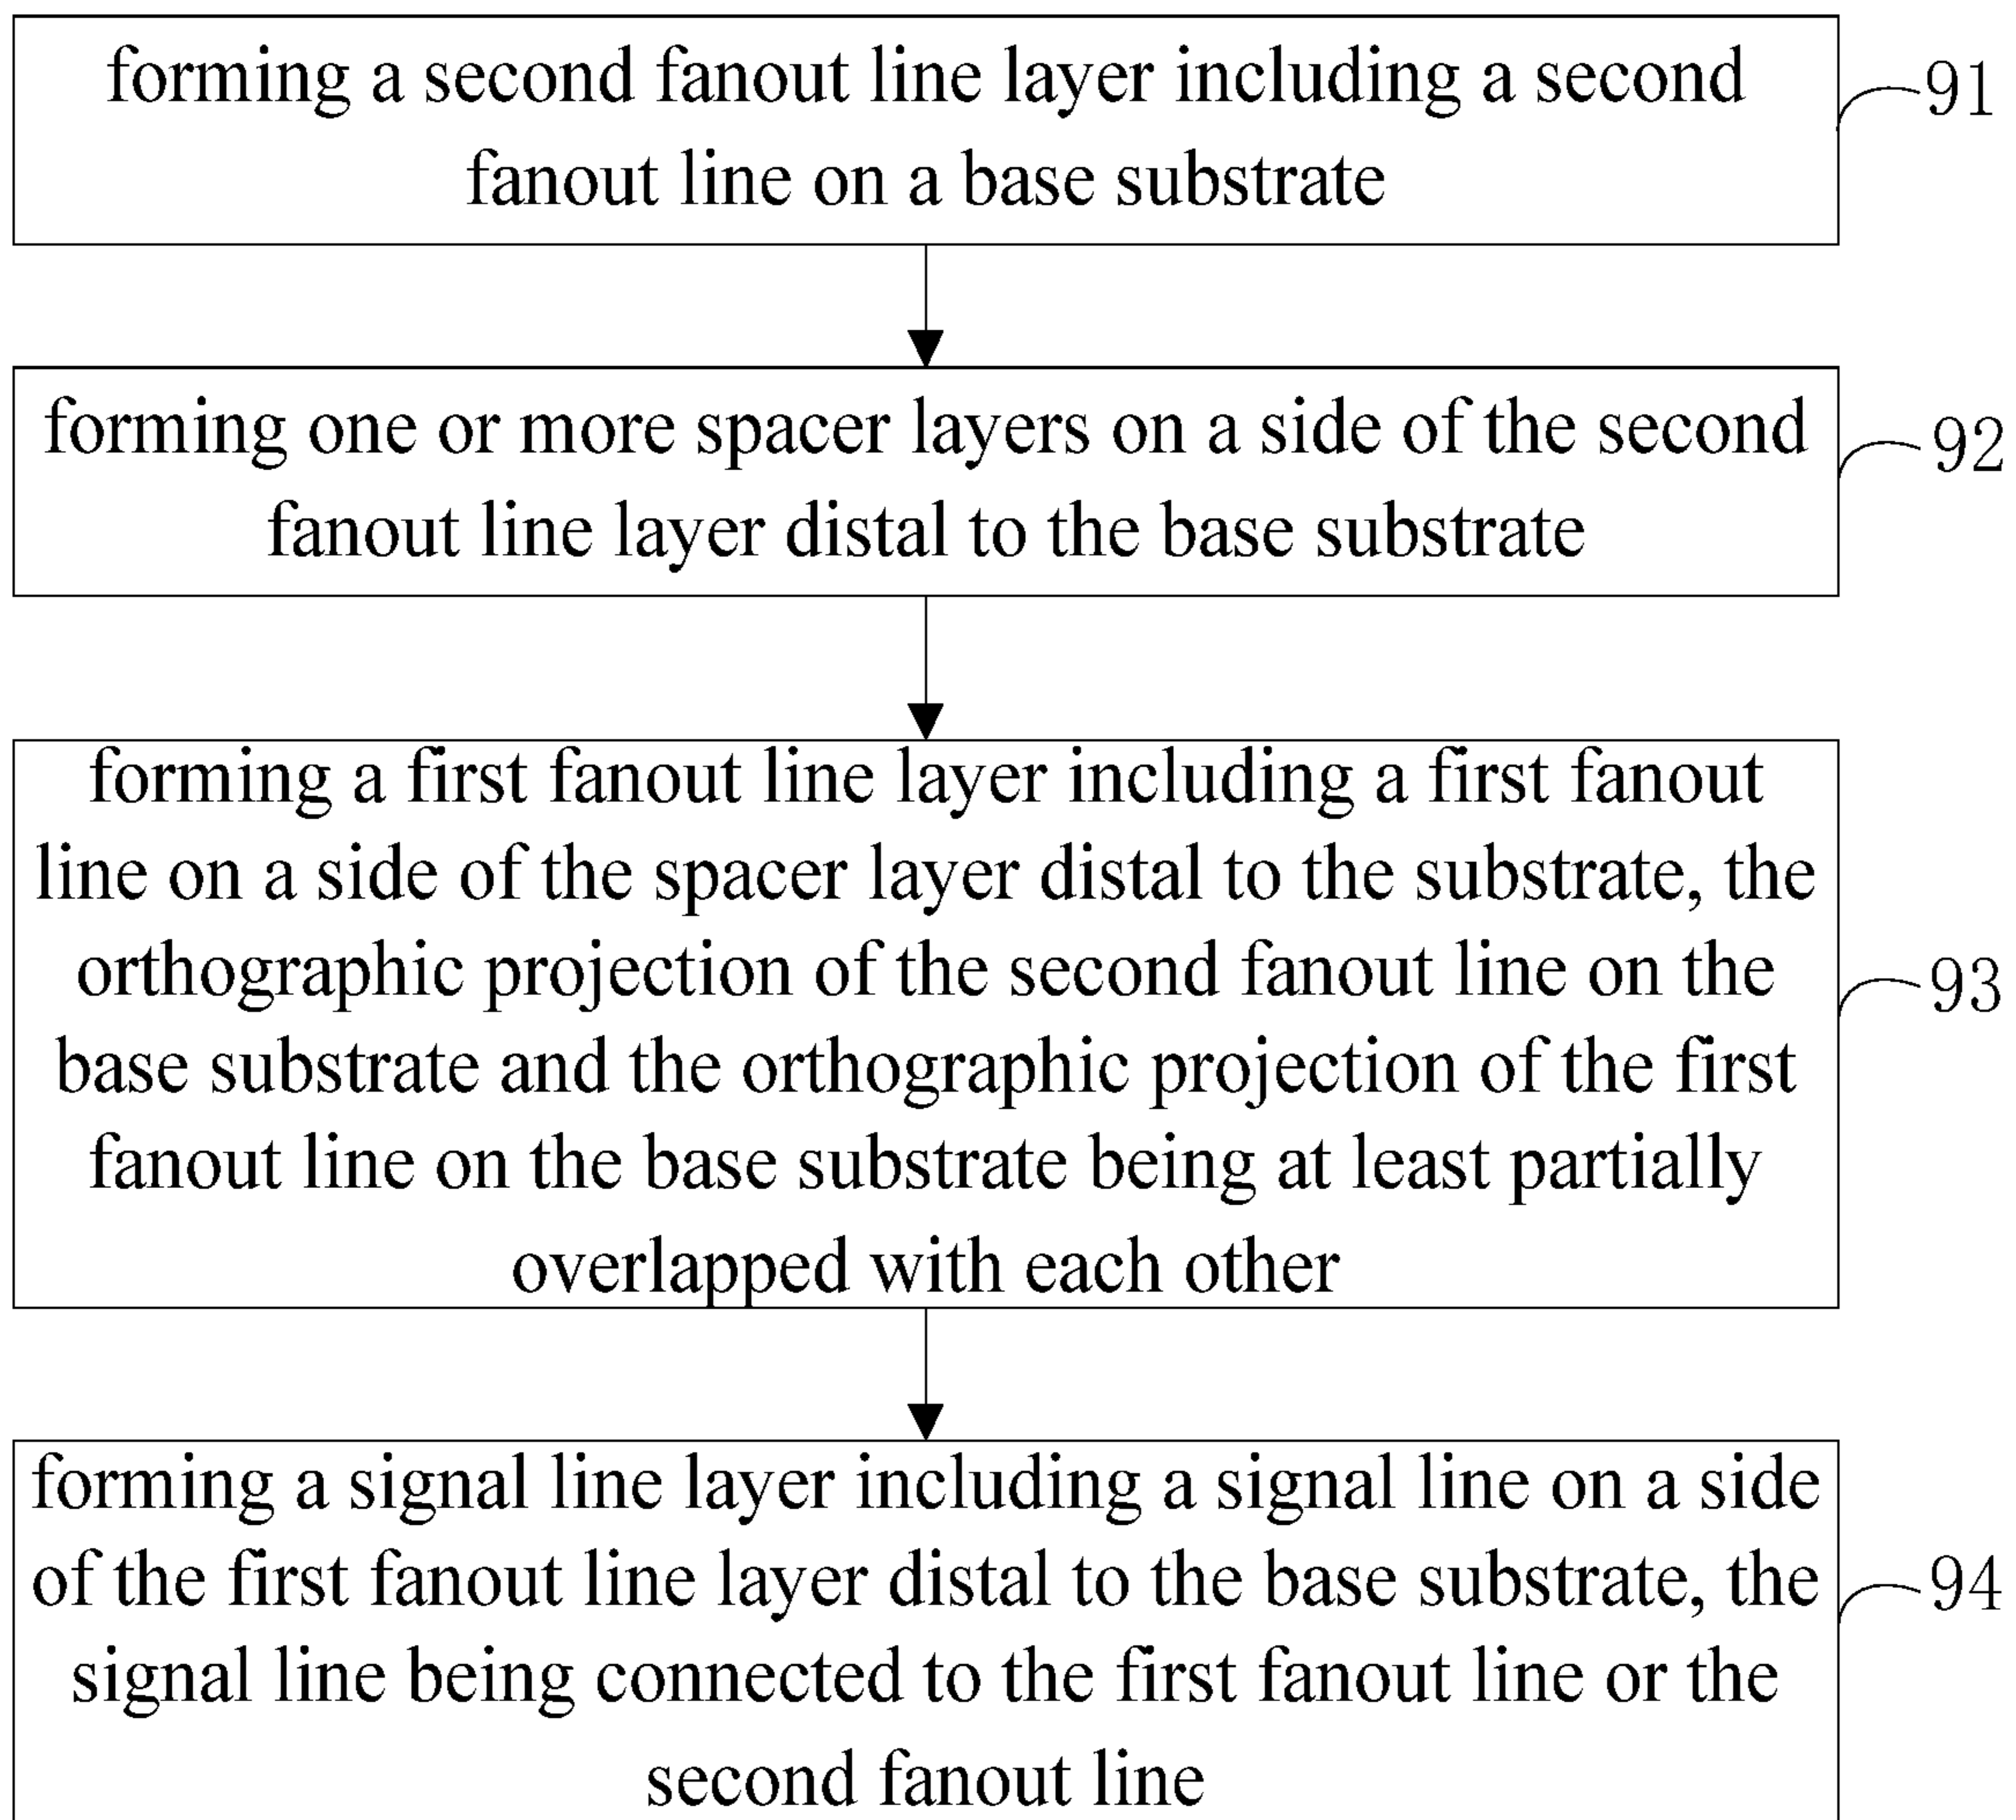 forming a second fanout line layer including a second
fanout line on a base substrate
91
forming one or more spacer layers on a side of the second
fanout line layer distal to the base substrate
92
forming a first fanout line layer including a first fanout
line on a side of the spacer layer distal to the substrate, the
orthographic projection of the second fanout line on the
base substrate and the orthographic projection of the first
fanout line on the base substrate being at least partially
overlapped with each other
93
forming a signal line layer including a signal line on a side
of the first fanout line layer distal to the base substrate, the
signal line being connected to the first fanout line or the
second fanout line
94